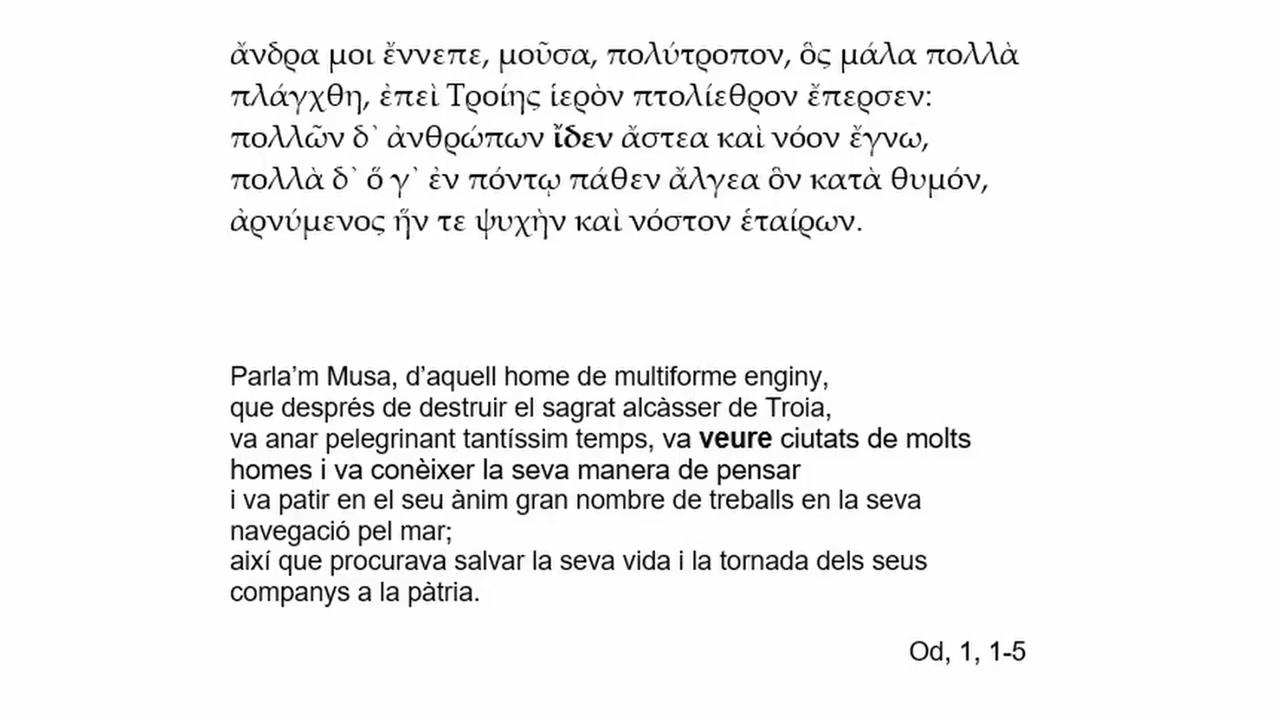 ἄνδρα μοι ἔννεπε, μοῦσα, πολύτροπον, ὃς μάλα πολλὰ
πλάγχθη, ἐπεὶ Τροίης ἱερὸν πτολίεθρον ἔπερσεν:
πολλῶν δ᾽ ἀνθρώπων ἴδεν ἄστεα καὶ νόον ἔγνω,
πολλὰ δ᾽ ὅ γ᾽ ἐν πόντῳ πάθεν ἄλγεα ὃν κατὰ θυμόν,
ἀρνύμενος ἥν τε ψυχὴν καὶ νόστον ἑταίρων.
Parla’m Musa, d’aquell home de multiforme enginy,
que després de destruir el sagrat alcàsser de Troia,
va anar pelegrinant tantíssim temps, va veure ciutats de molts
homes i va conèixer la seva manera de pensar
i va patir en el seu ànim gran nombre de treballs en la seva
navegació pel mar;
així que procurava salvar la seva vida i la tornada dels seus
companys a la pàtria.
Od, 1, 1-5